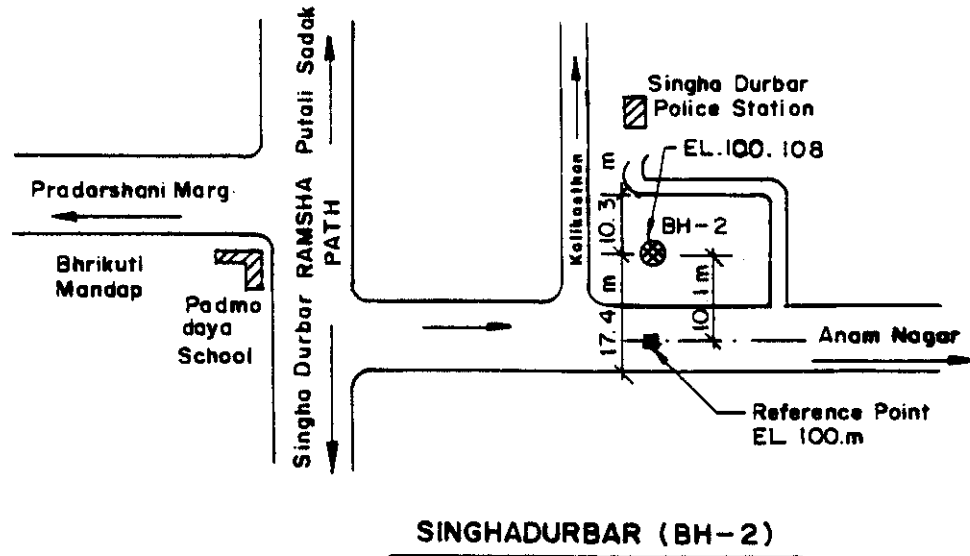 Singha Durbar RAMSHA Putali Sadak
PATH
Kalikasthan
Singha Durbar
Police Station
EL.100.108
Pradarshani Marg
10.3 m
BH-2
Bhrikuti
Mandap
Padmo
daya
School
17.4 m
10.1 m
Anam Nagar
Reference Point
EL 100.m
SINGHADURBAR (BH-2)